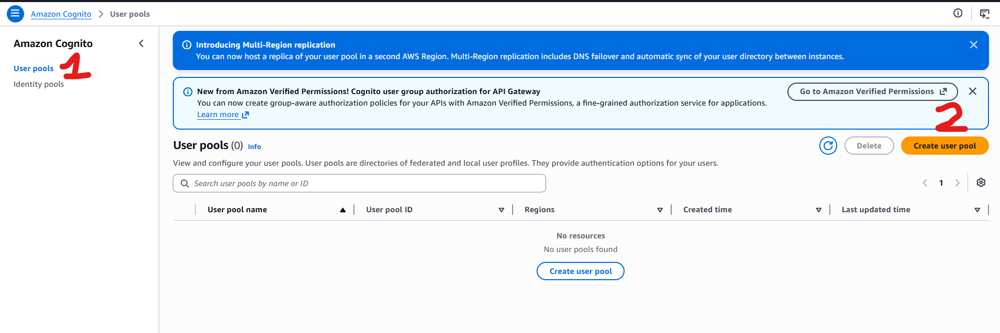 Amazon Cognito > User pools
Amazon Cognito
User pools 1
Identity pools
Introducing Multi-Region replication
You can now host a replica of your user pool in a second AWS Region. Multi-Region replication includes DNS failover and automatic sync of your user directory between instances.
New from Amazon Verified Permissions! Cognito user group authorization for API Gateway
You can now create group-aware authorization policies for your APIs with Amazon Verified Permissions, a fine-grained authorization service for applications.
Learn more
Go to Amazon Verified Permissions
2
User pools (0) Info
Delete
Create user pool
View and configure your user pools. User pools are directories of federated and local user profiles. They provide authentication options for your users.
Search user pools by name or ID
1
User pool name User pool ID Regions Created time Last updated time
No resources
No user pools found
Create user pool